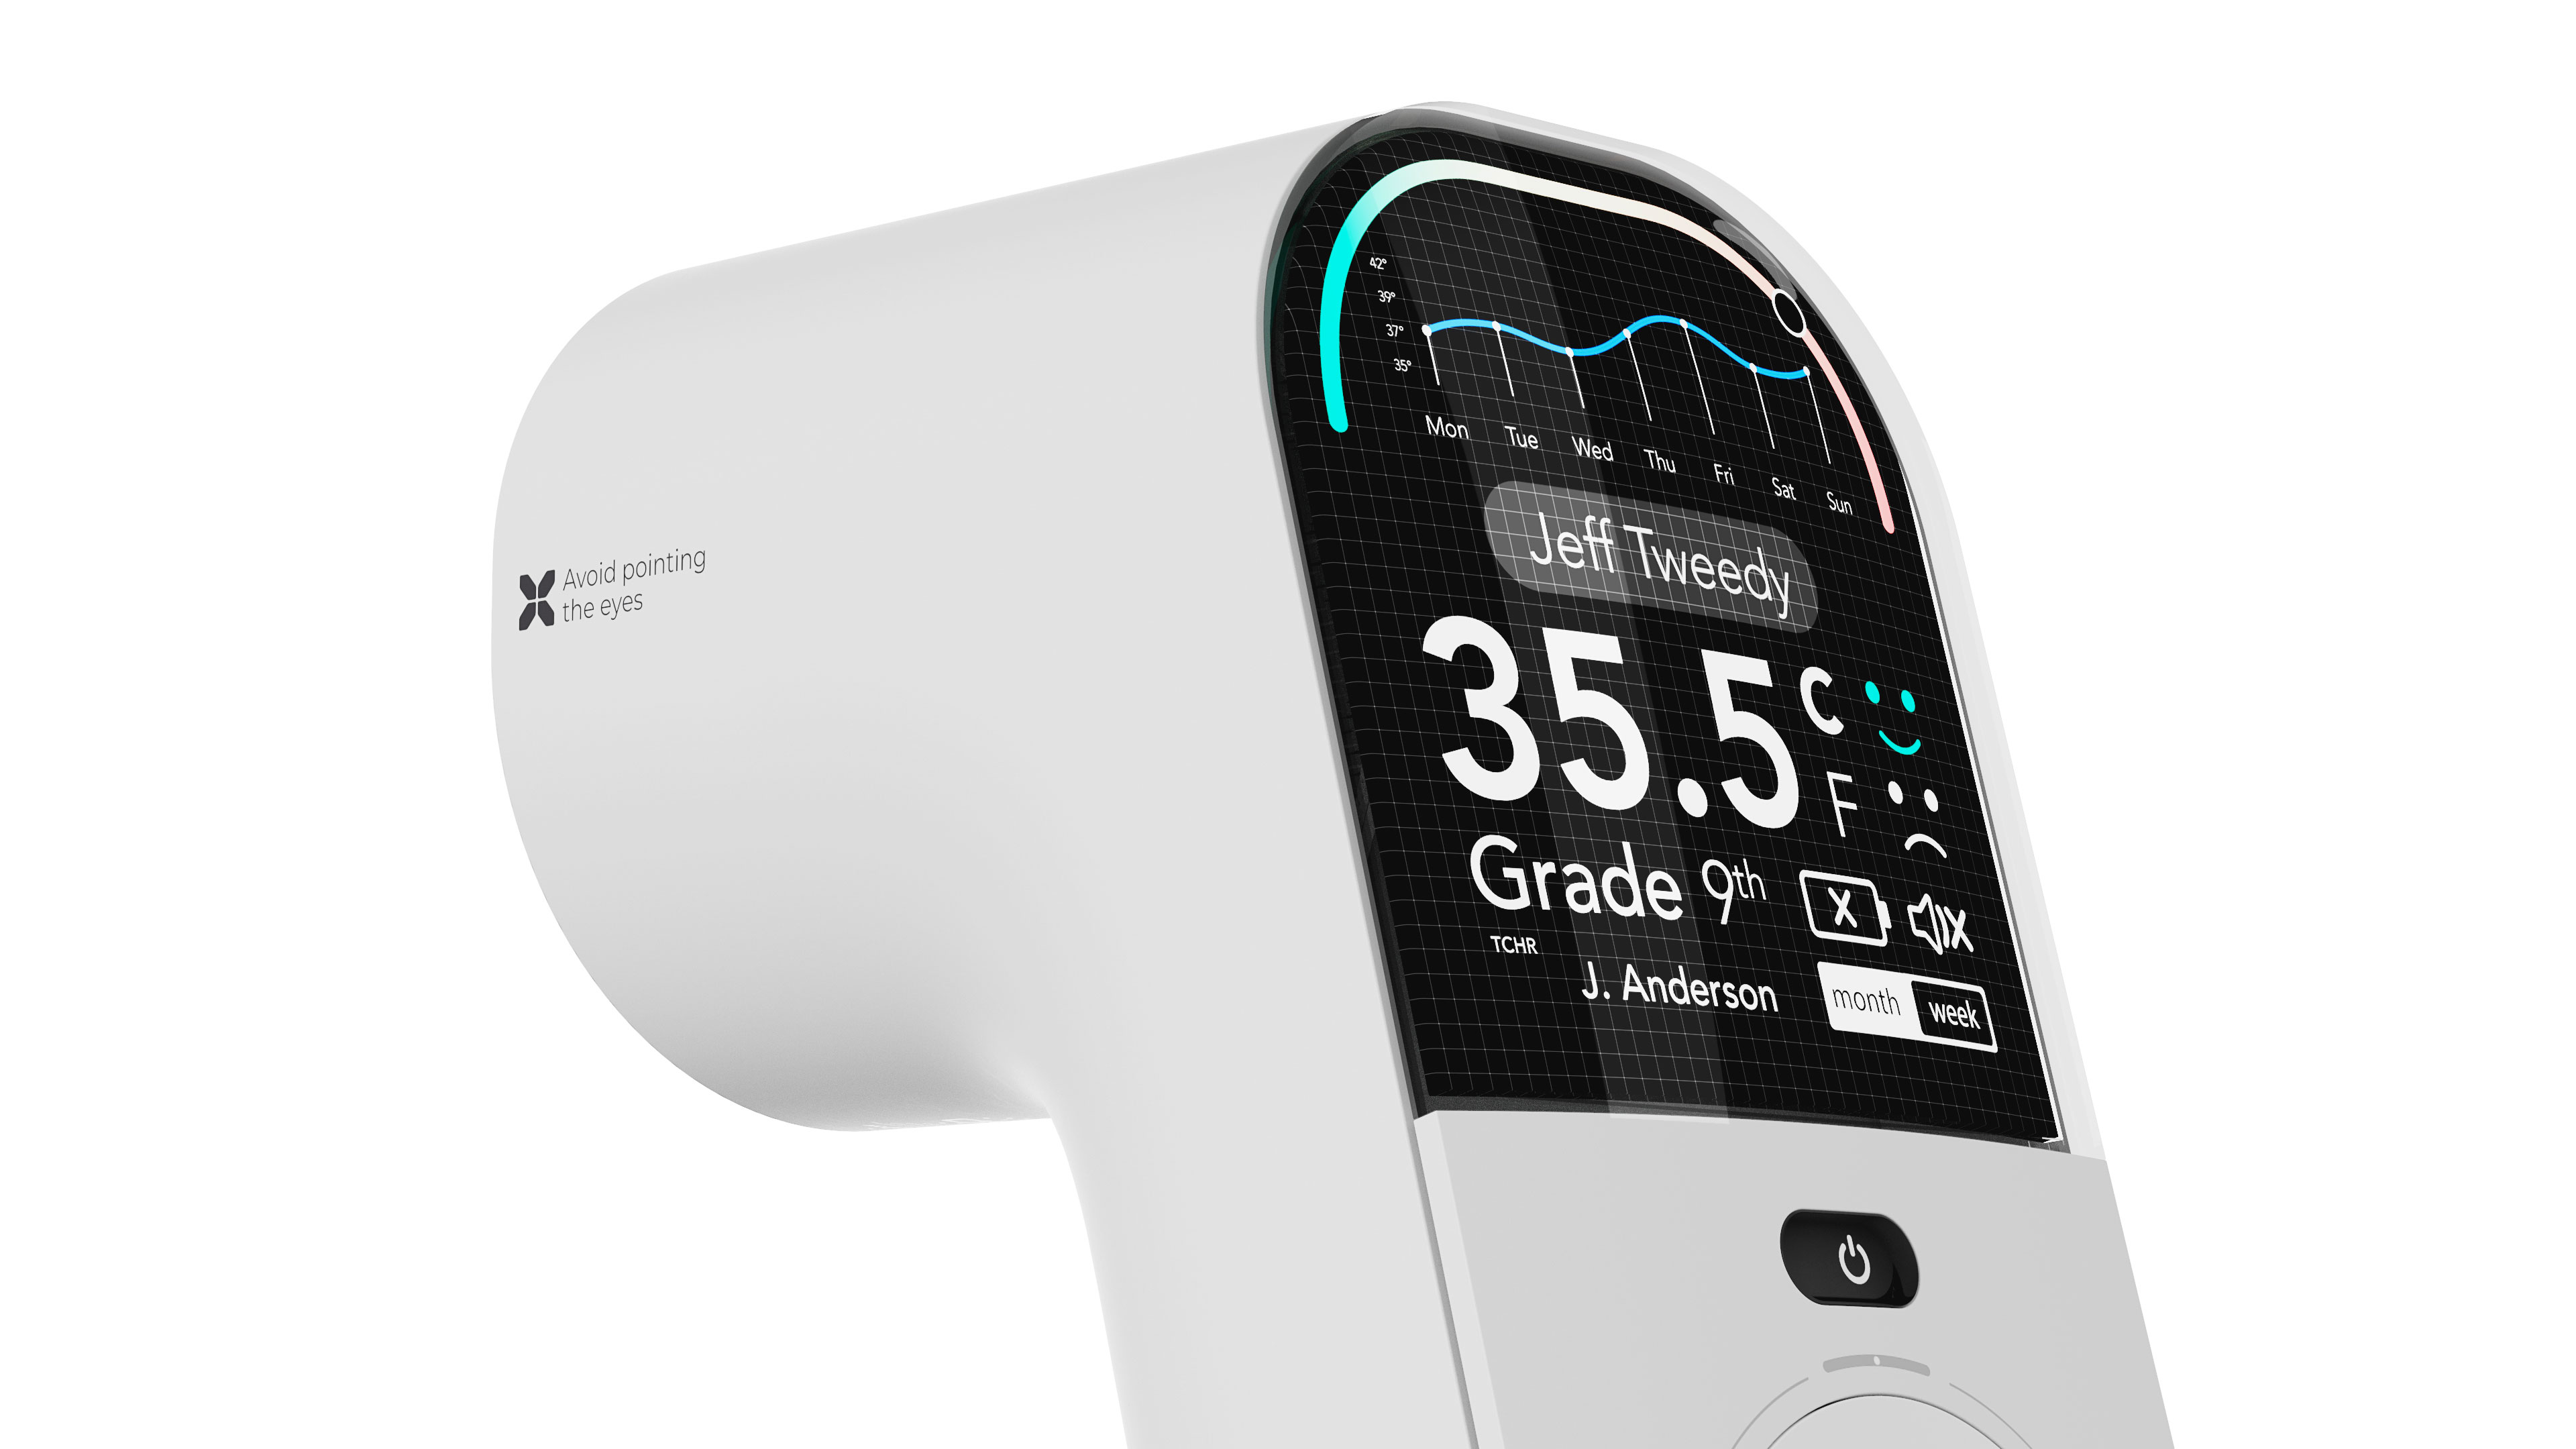 42°
39°
37°
35°
Mon Tue Wed Thu Fri Sat Sun
Jeff Tweedy
35.5 C
F
Grade 9th
TCHR
J. Anderson
month week
Avoid pointing
the eyes